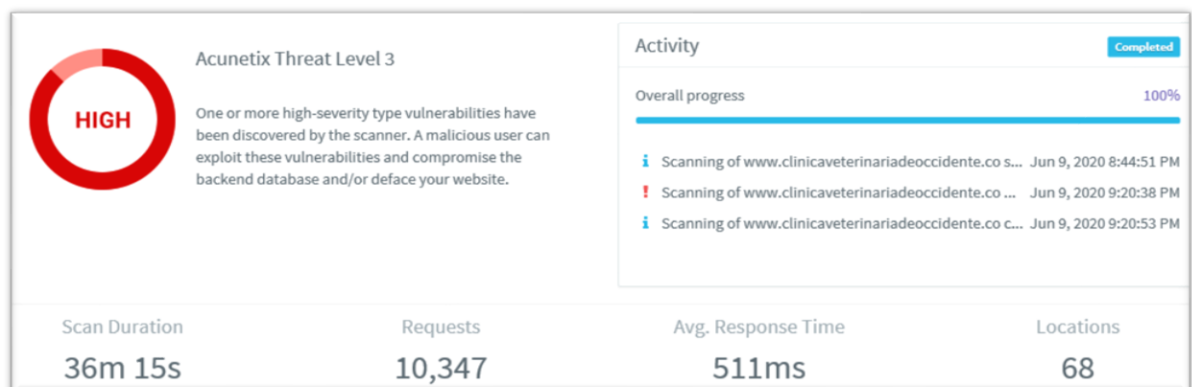 HIGH
Acunetix Threat Level 3
One or more high-severity type vulnerabilities have
been discovered by the scanner. A malicious user can
exploit these vulnerabilities and compromise the
backend database and/or deface your website.
Activity
Completed
Overall progress 100%
Scanning of www.clinicaveterinariadeoccidente.co s... Jun 9, 2020 8:44:51 PM
Scanning of www.clinicaveterinariadeoccidente.co ... Jun 9, 2020 9:20:38 PM
Scanning of www.clinicaveterinariadeoccidente.co c... Jun 9, 2020 9:20:53 PM
Scan Duration Requests Avg. Response Time Locations
36m 15s 10,347 511ms 68